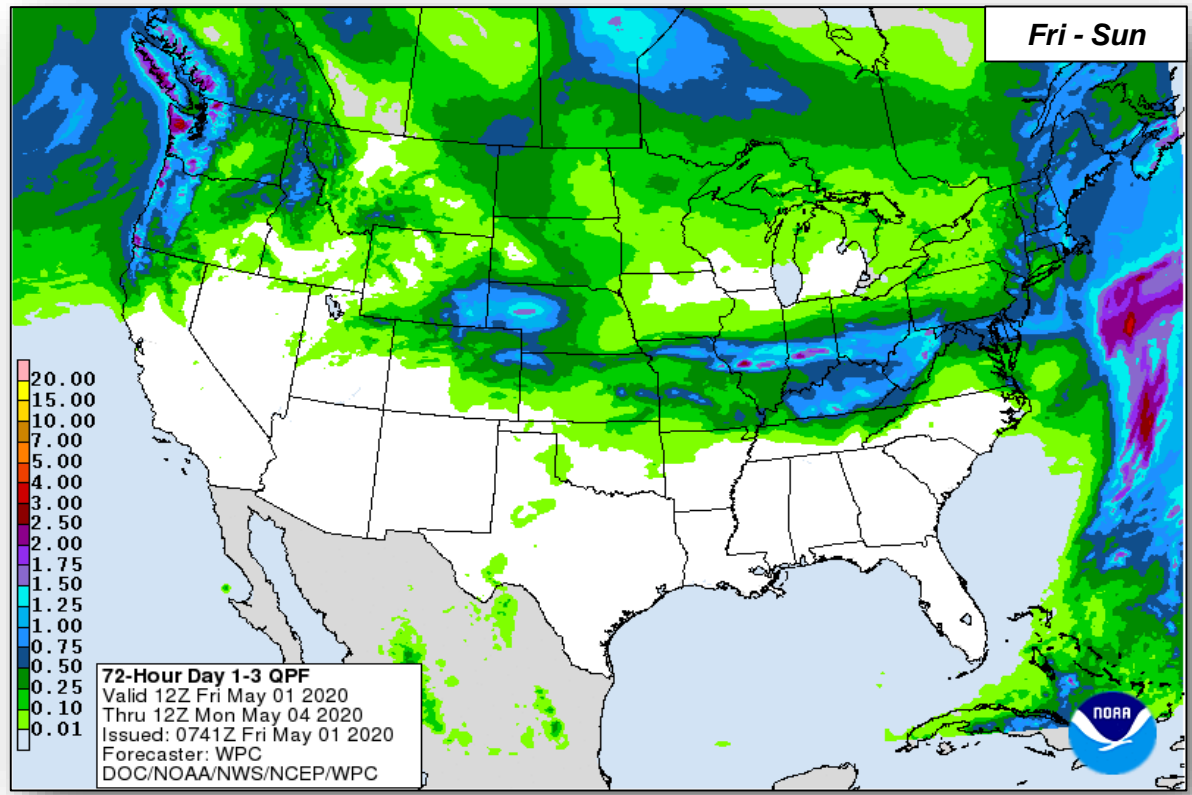 Fri - Sun
20.00
15.00
10.00
7.00
5.00
4.00
3.00
2.50
2.00
1.75
1.50
1.25
1.00
0.75
0.50
0.25
0.10
0.01
72-Hour Day 1-3 QPF
Valid 12Z Fri May 01 2020
Thru 12Z Mon May 04 2020
Issued: 0741Z Fri May 01 2020
Forecaster: WPC
DOC/NOAA/NWS/NCEP/WPC
NOAA